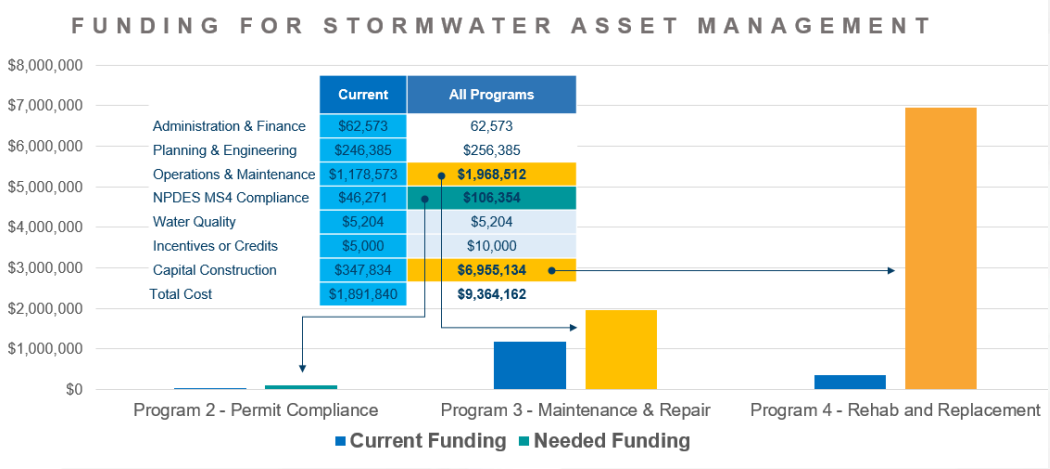 FUNDING FOR STORMWATER ASSET MANAGEMENT
$8,000,000
$7,000,000
$6,000,000
$5,000,000
$4,000,000
$3,000,000
$2,000,000
$1,000,000
$0
Current All Programs
Administration & Finance $62,573 62,573
Planning & Engineering $246,385 $256,385
Operations & Maintenance $1,178,573 $1,968,512
NPDES MS4 Compliance $46,271 $106,354
Water Quality $5,204 $5,204
Incentives or Credits $5,000 $10,000
Capital Construction $347,834 $6,955,134
Total Cost $1,891,840 $9,364,162
Program 2 - Permit Compliance Program 3 - Maintenance & Repair Program 4 - Rehab and Replacement
Current Funding Needed Funding